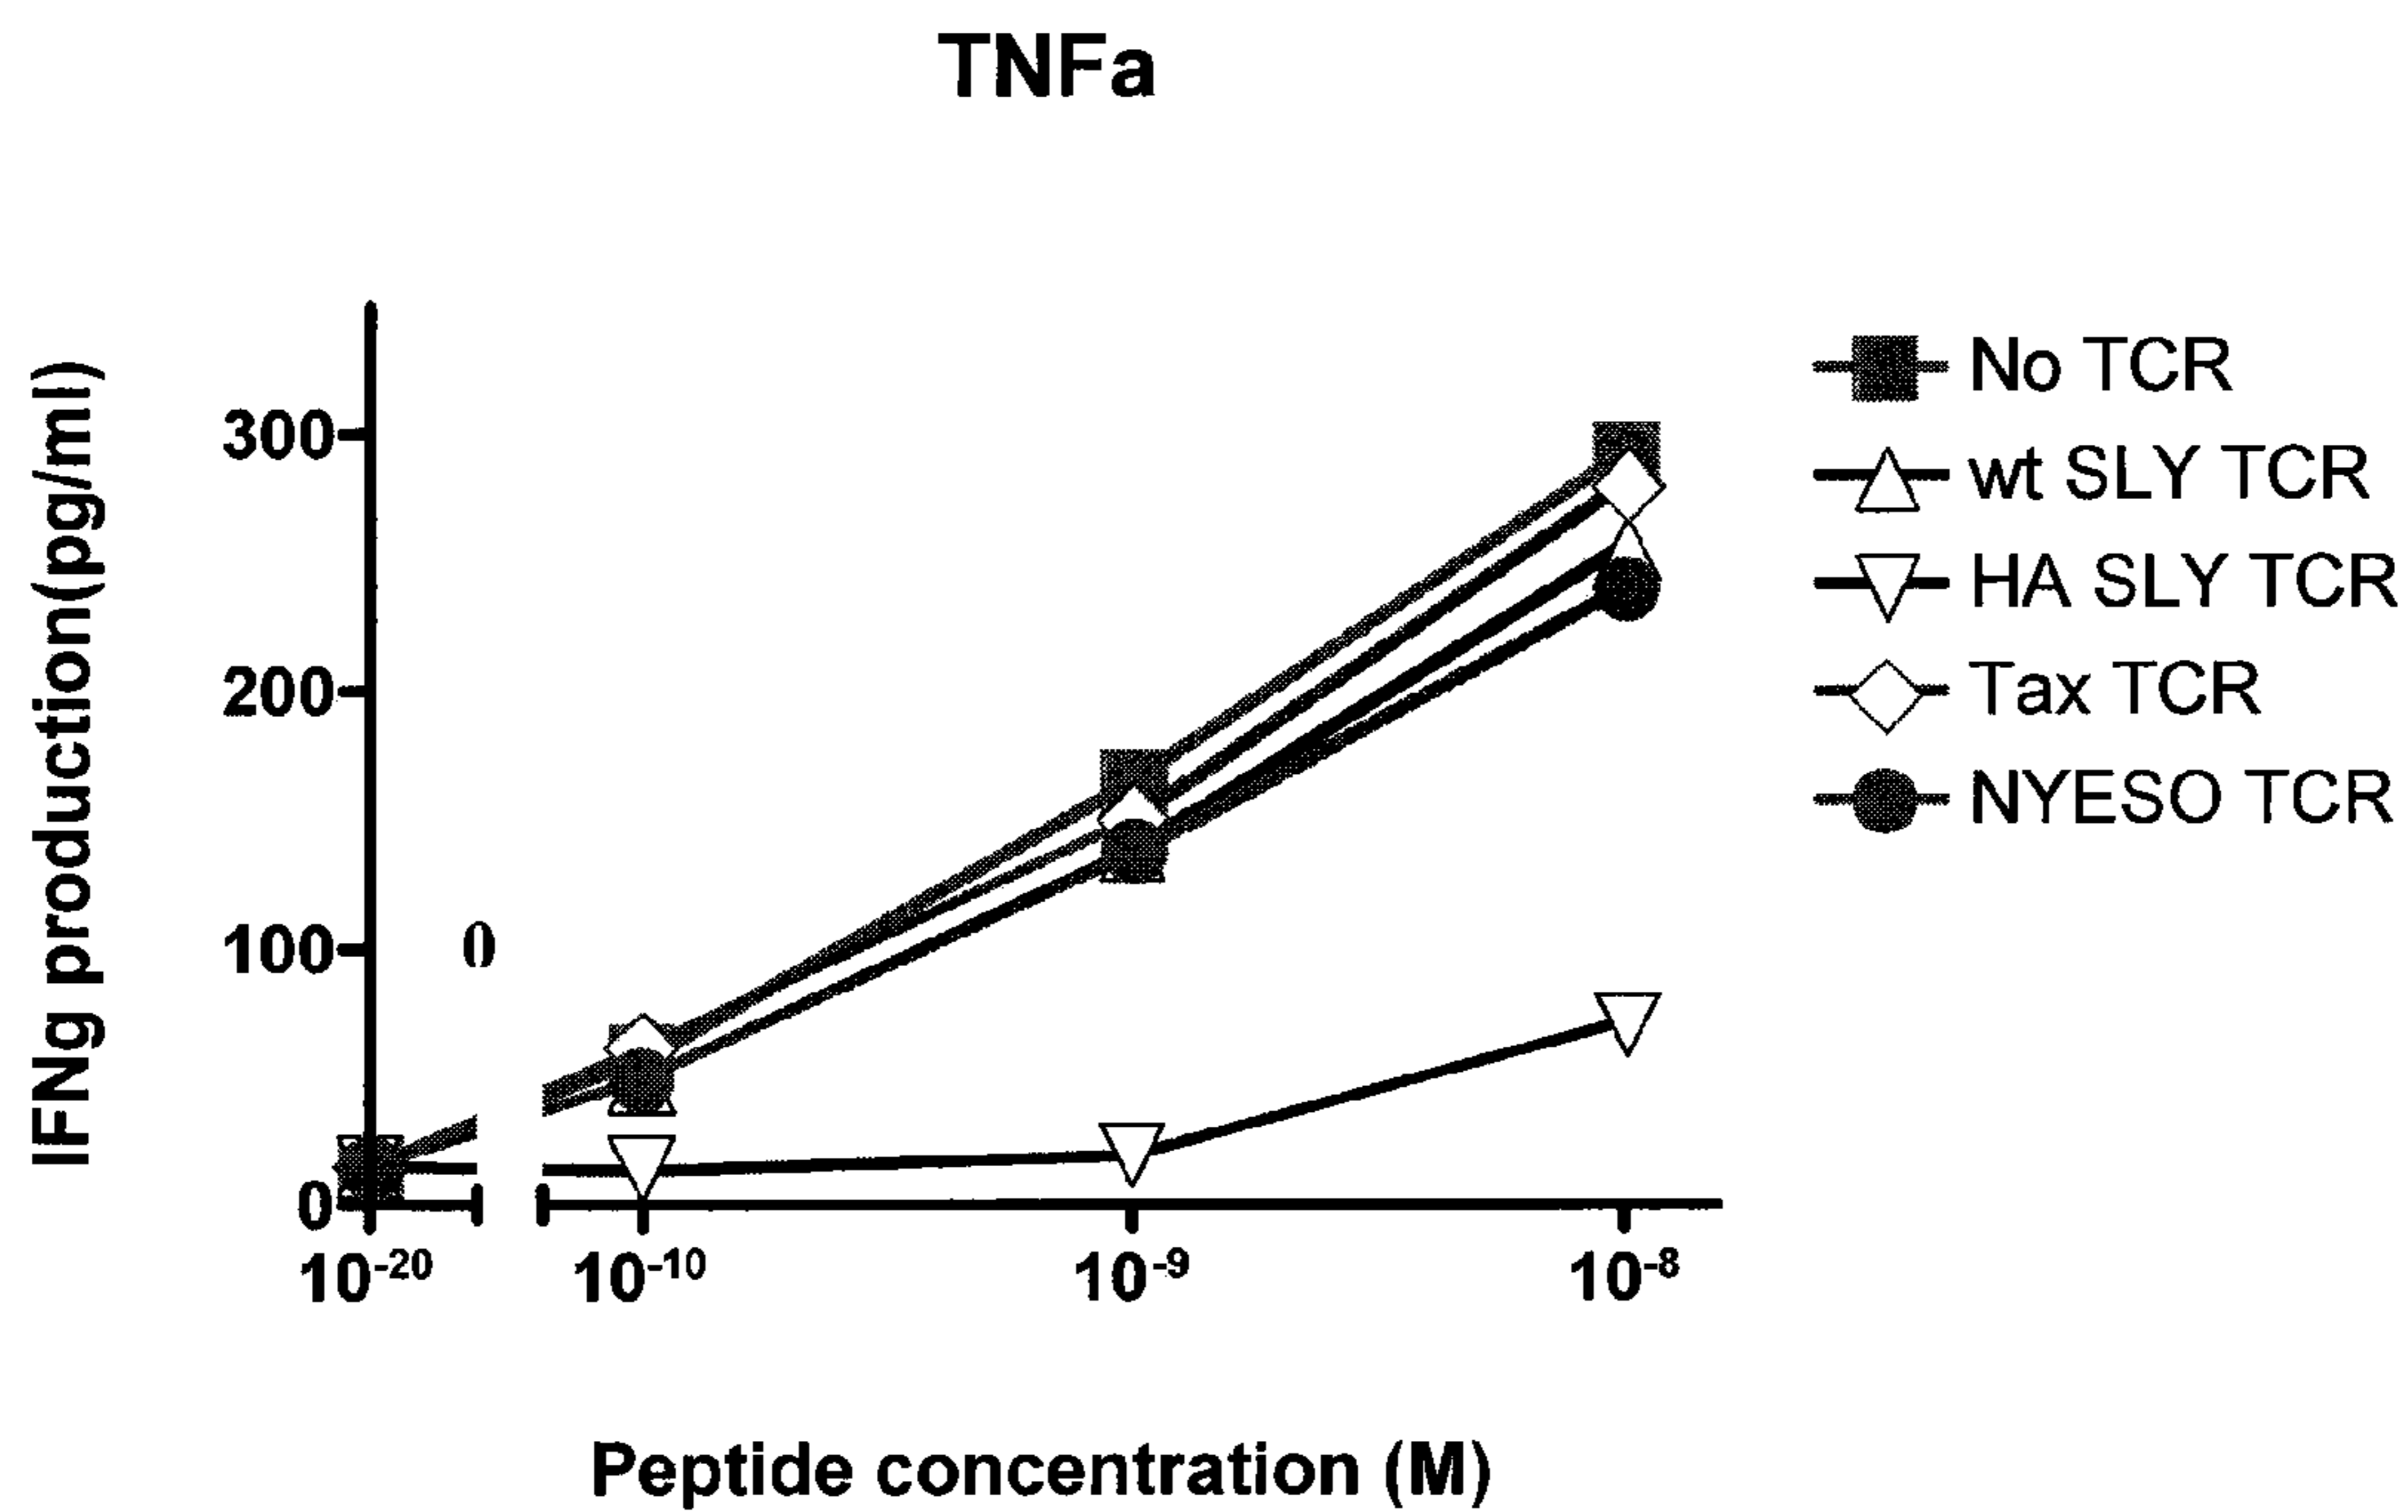 TNFa
IFNg production(pg/ml)
300
200
100
0
0
10-20
10-10
10-9
10-8
Peptide concentration (M)
No TCR
wt SLY TCR
HA SLY TCR
Tax TCR
NYESO TCR